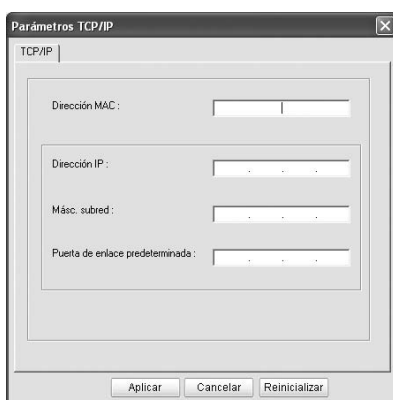 Parámetros TCP/IP
TCP/IP
Dirección MAC :
Dirección IP :
. . .
Másc. subred :
. . .
Puerta de enlace predeterminada :
. . .
Aplicar Cancelar Reinicializar